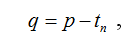 q = p − tₙ ,